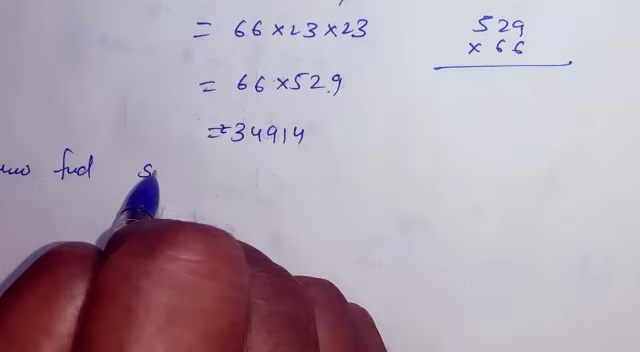 = 66 × 23 × 23
= 66 × 529
= 34914
529
× 66
find s